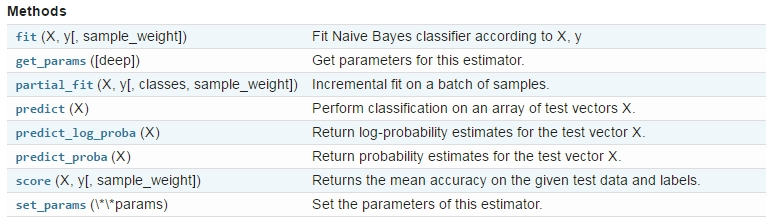 Methods
fit (X, y[, sample_weight]) Fit Naive Bayes classifier according to X, y
get_params ([deep]) Get parameters for this estimator.
partial_fit (X, y[, classes, sample_weight]) Incremental fit on a batch of samples.
predict (X) Perform classification on an array of test vectors X.
predict_log_proba (X) Return log-probability estimates for the test vector X.
predict_proba (X) Return probability estimates for the test vector X.
score (X, y[, sample_weight]) Returns the mean accuracy on the given test data and labels.
set_params (\*\*params) Set the parameters of this estimator.